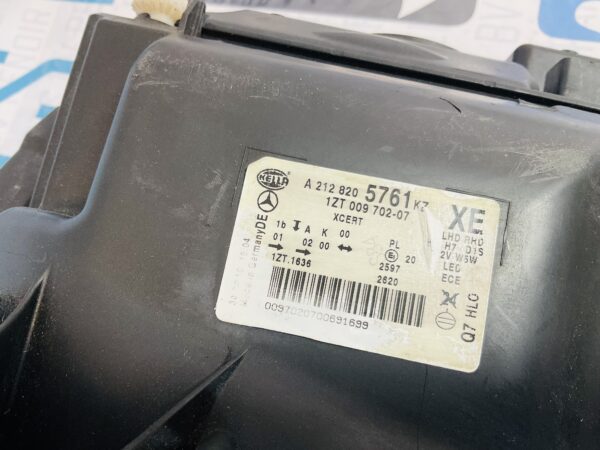 HELLA
A 212 820 5761 KZ
1ZT 009 702-07
XCERT
XE
LHD RHD
H7 D1S
2V W5W
LED
ECE
Q7 HLG
DE
Germany
1b A K 00
01 02 00
PL
E 20
1ZT.1636
2597
2620
0097020700691699